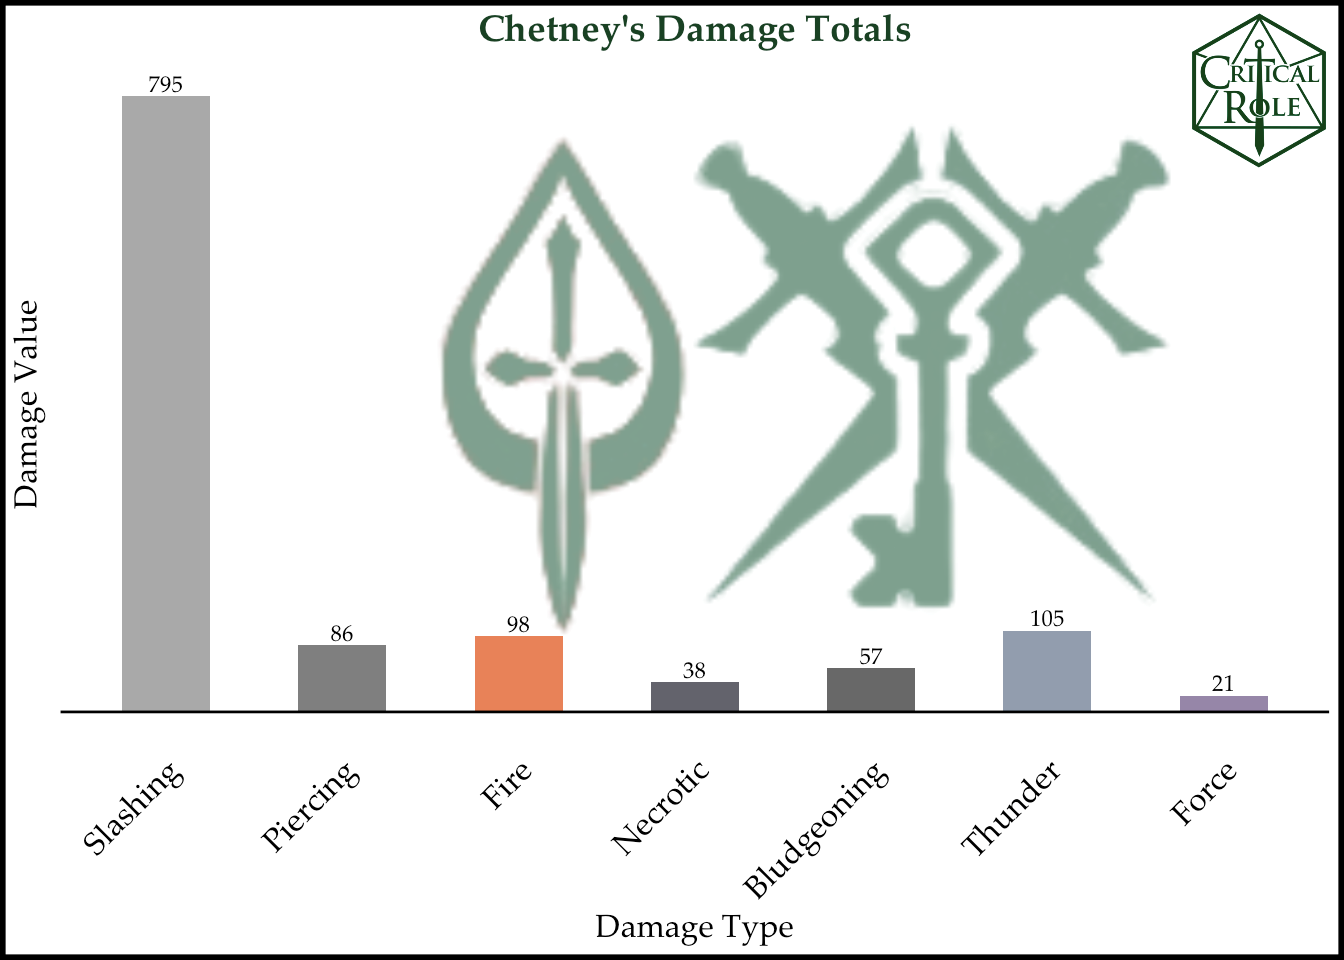 Chetney's Damage Totals
CRITICAL
ROLE
795
86
98
38
57
105
21
Damage Value
Slashing
Piercing
Fire
Necrotic
Bludgeoning
Thunder
Force
Damage Type